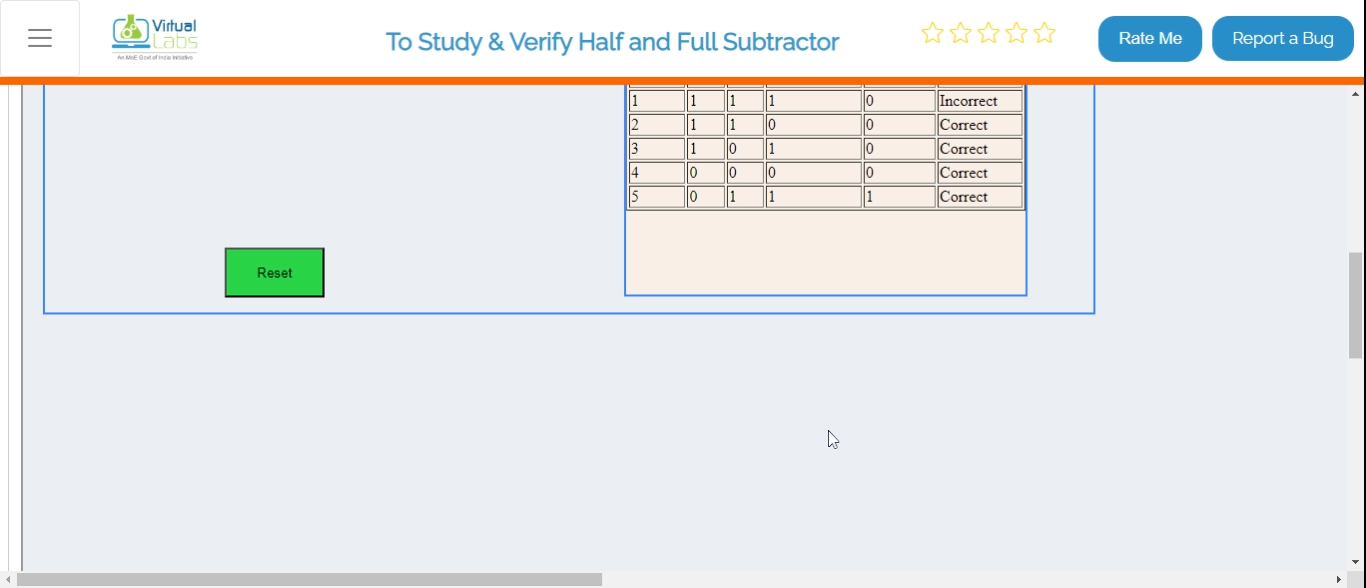 Virtual
Labs
An MoE Govt of India Initiative
To Study & Verify Half and Full Subtractor
Rate Me
Report a Bug
1 1 1 1 0 Incorrect
2 1 1 0 0 Correct
3 1 0 1 0 Correct
4 0 0 0 0 Correct
5 0 1 1 1 Correct
Reset